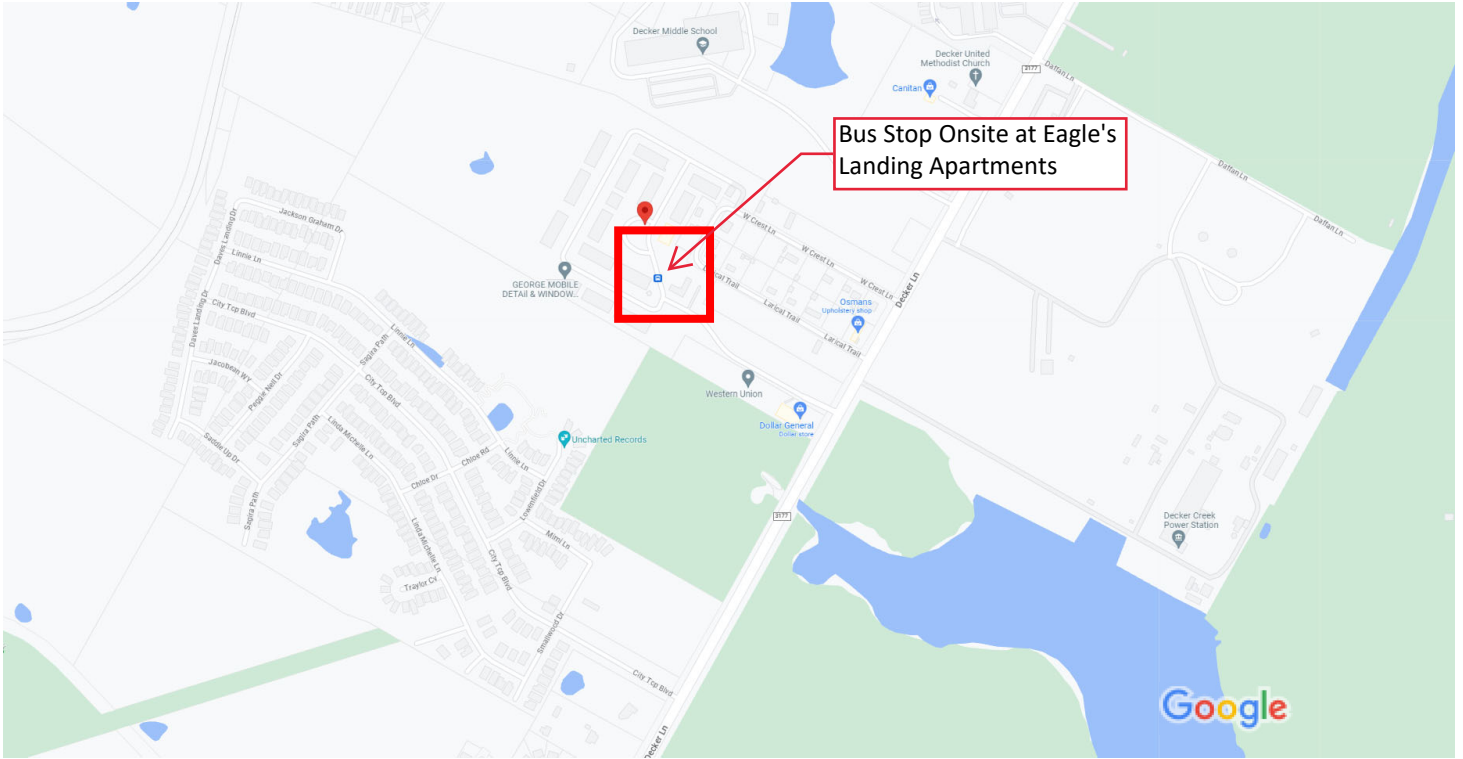 Decker Middle School
Decker United
Methodist Church
3177
Daffan Ln
Canitan
Bus Stop Onsite at Eagle's
Landing Apartments
Daffan Ln
Daffan Ln
Jackson Graham Dr
Daves Landing Dr
Linnie Ln
W Crest Ln
W Crest Ln
W Crest Ln
Decker Ln
GEORGE MOBILE
DETAil & WINDOW...
Larical Trail
Larical Trail
Larical Trail
Osmans
Upholstery shop
City Top Blvd
Daves Landing Dr
Linnie Ln
Sagira Path
Jacobean WY
Peggie Neil Dr
City Top Blvd
Western Union
Dollar General
Dollar store
Uncharted Records
Saddle Up Dr
Sagira Path
Linda Michelle Ln
Chloe Rd
Chloe Dr
Linnie Ln
Lowenfield Dr
Sagira Path
3177
Decker Creek
Power Station
Linda Michelle Ln
Mimi Ln
City Top Blvd
Traylor Cv
Smallwood Dr
City Top Blvd
Decker Ln
Google